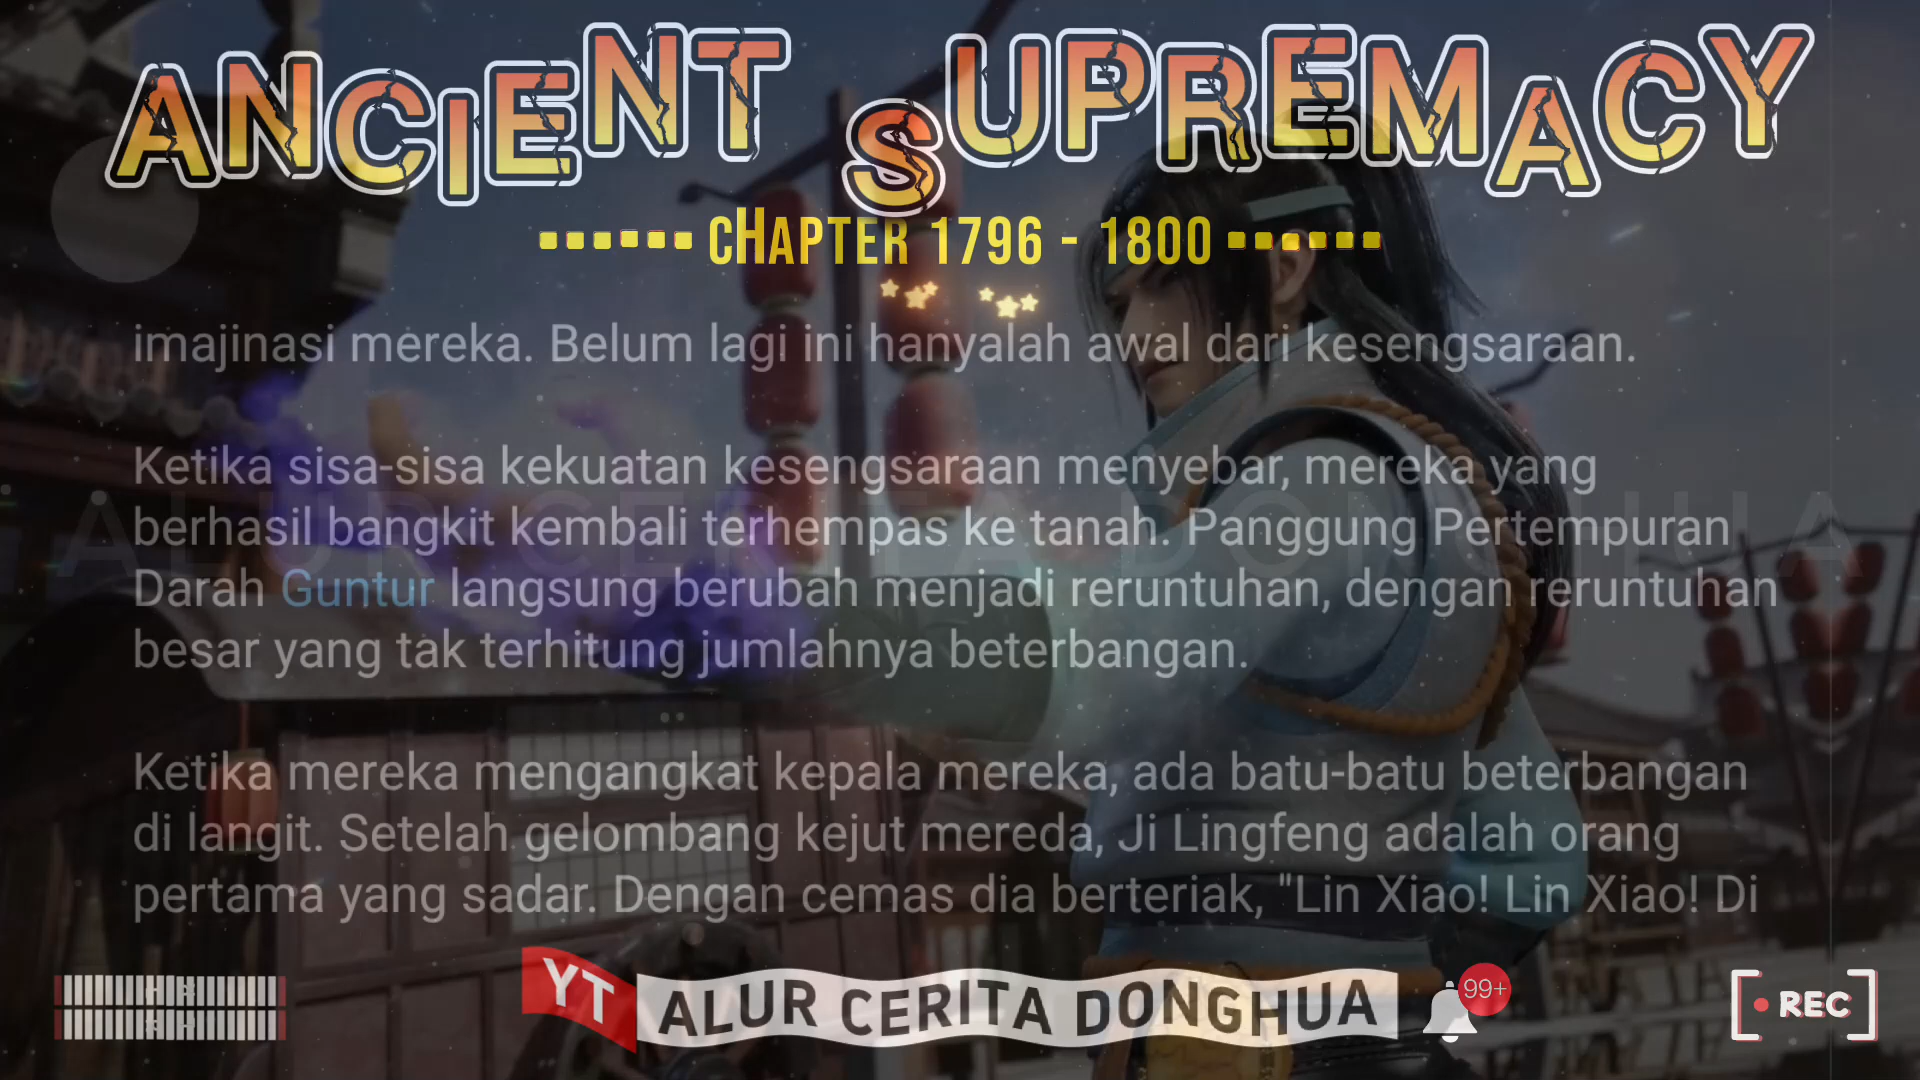 ANCIENT SUPREMACY
CHAPTER 1796 - 1800
imajinasi mereka. Belum lagi ini hanyalah awal dari kesengsaraan.
Ketika sisa-sisa kekuatan kesengsaraan menyebar, mereka yang
berhasil bangkit kembali terhempas ke tanah. Panggung Pertempuran
ALUR CERITA DONGHUA
Darah Guntur langsung berubah menjadi reruntuhan, dengan reruntuhan
besar yang tak terhitung jumlahnya beterbangan.
Ketika mereka mengangkat kepala mereka, ada batu-batu beterbangan
di langit. Setelah gelombang kejut mereda, Ji Lingfeng adalah orang
pertama yang sadar. Dengan cemas dia berteriak, "Lin Xiao! Lin Xiao! Di
YT ALUR CERITA DONGHUA 99+
REC